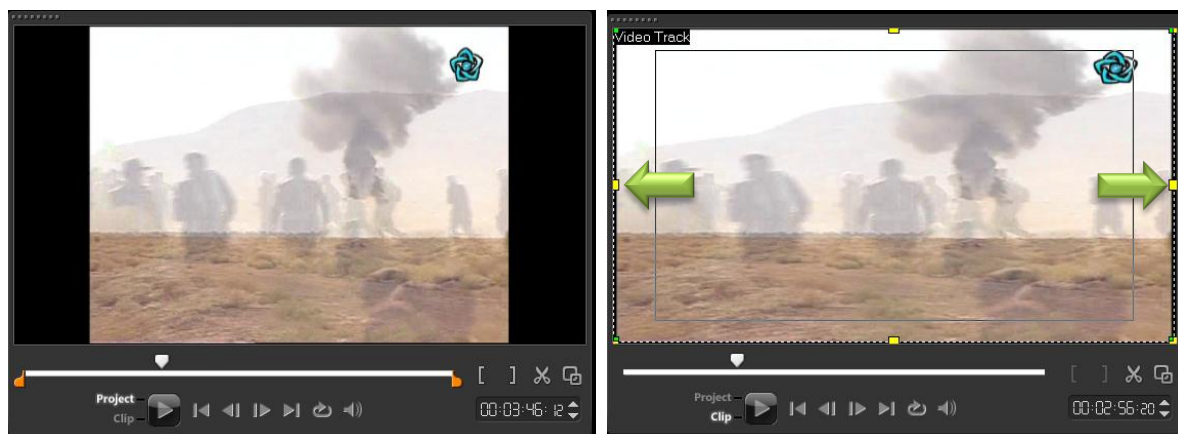 Project
Clip
[ ]
00:03:46:12
Video Track
Project
Clip
[ ]
00:02:56:20